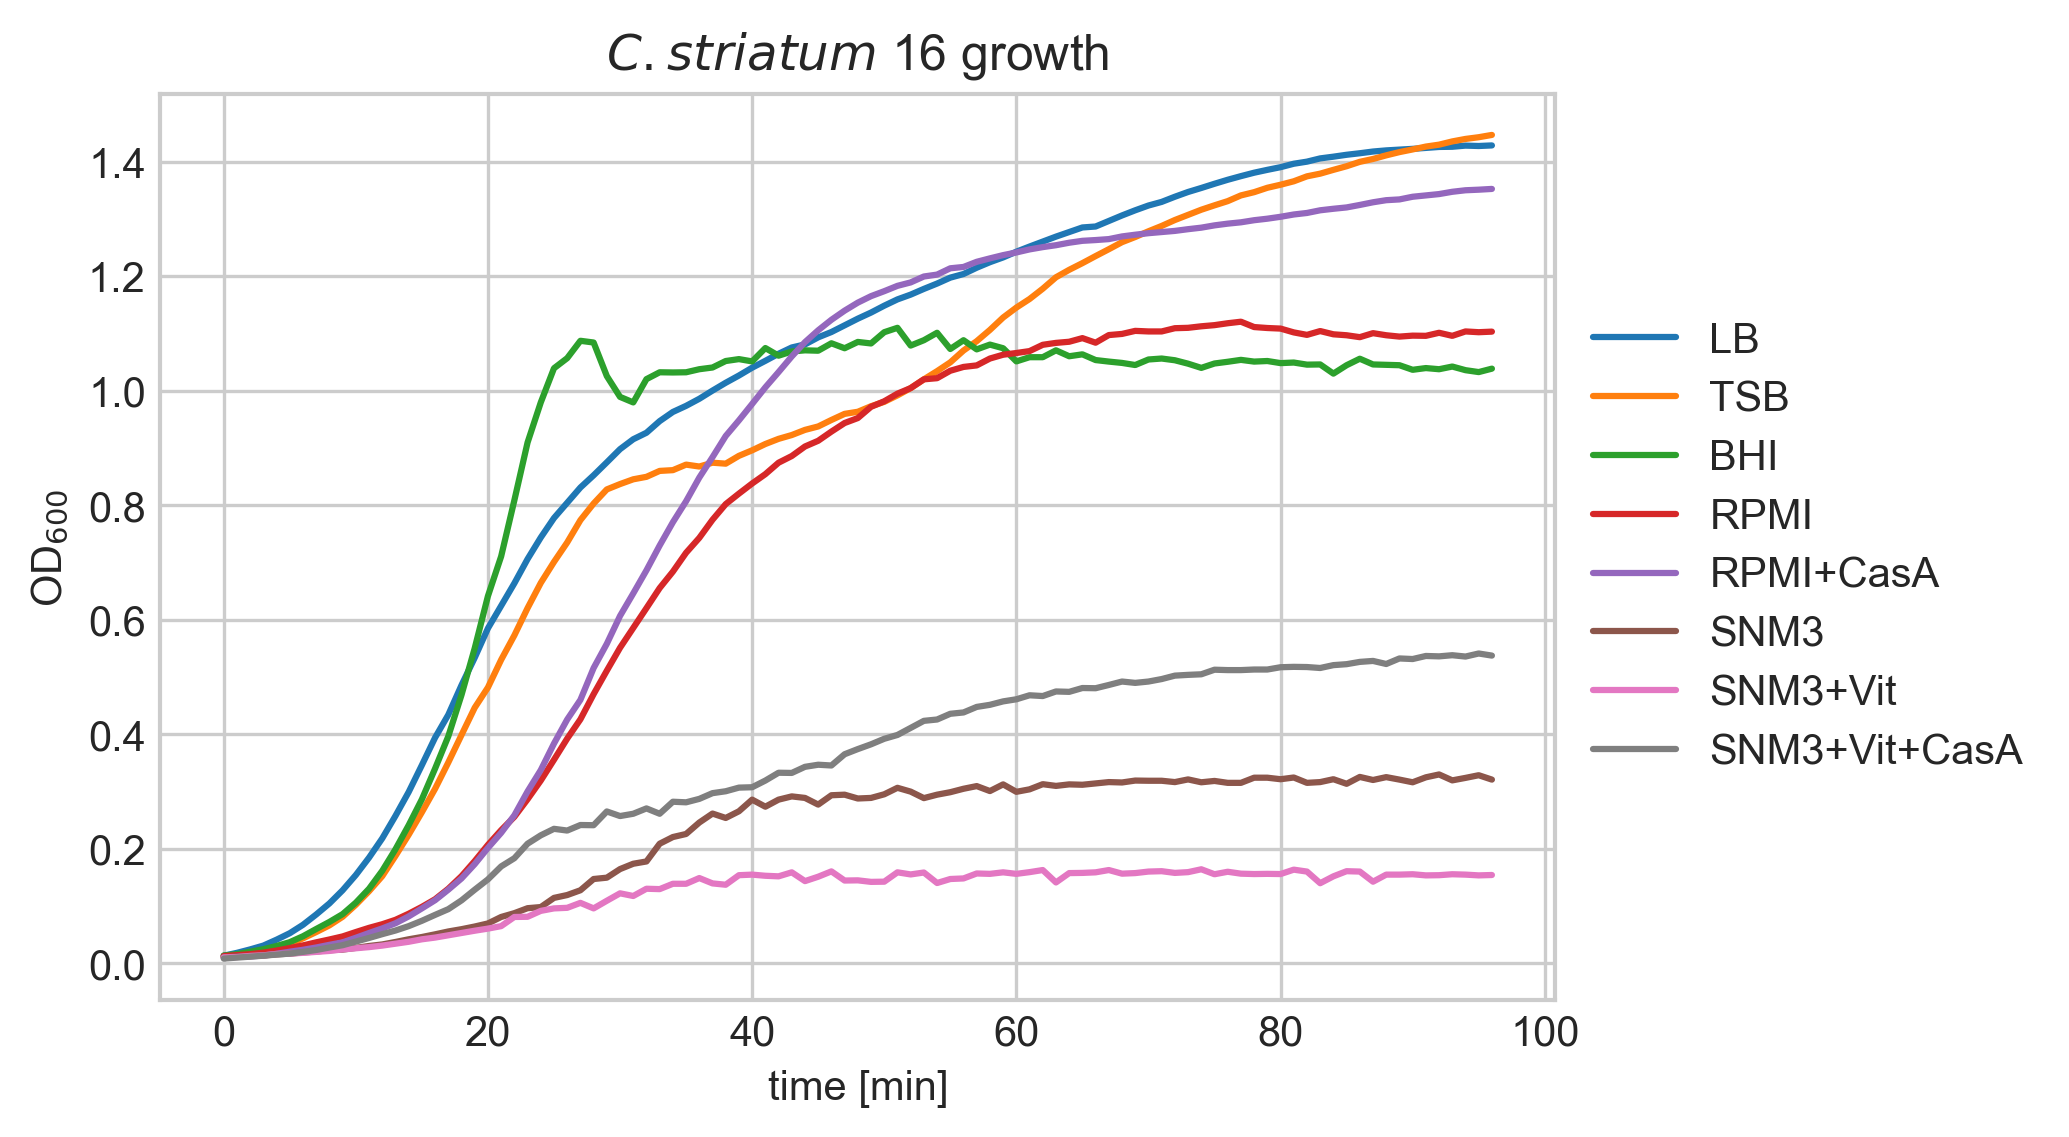 C. striatum 16 growth
1.4
1.2
1.0
0.8
0.6
0.4
0.2
0.0
OD600
0 20 40 60 80 100
time [min]
LB
TSB
BHI
RPMI
RPMI+CasA
SNM3
SNM3+Vit
SNM3+Vit+CasA